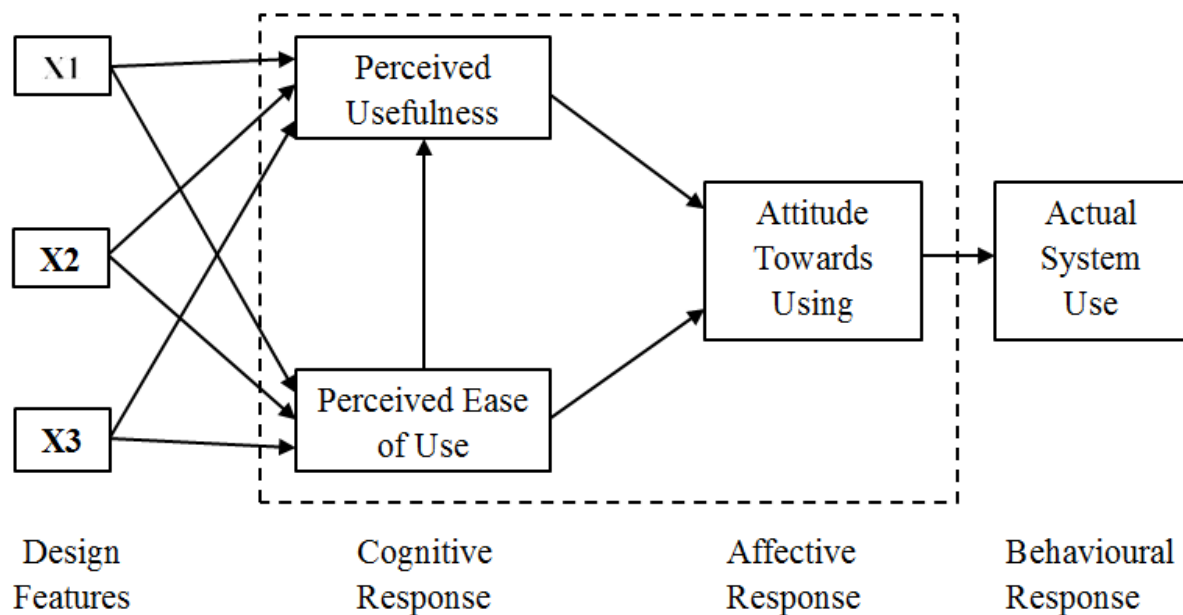 X1
Perceived
Usefulness
X2
Attitude
Towards
Using
Actual
System
Use
X3
Perceived Ease
of Use
Design
Features
Cognitive
Response
Affective
Response
Behavioural
Response